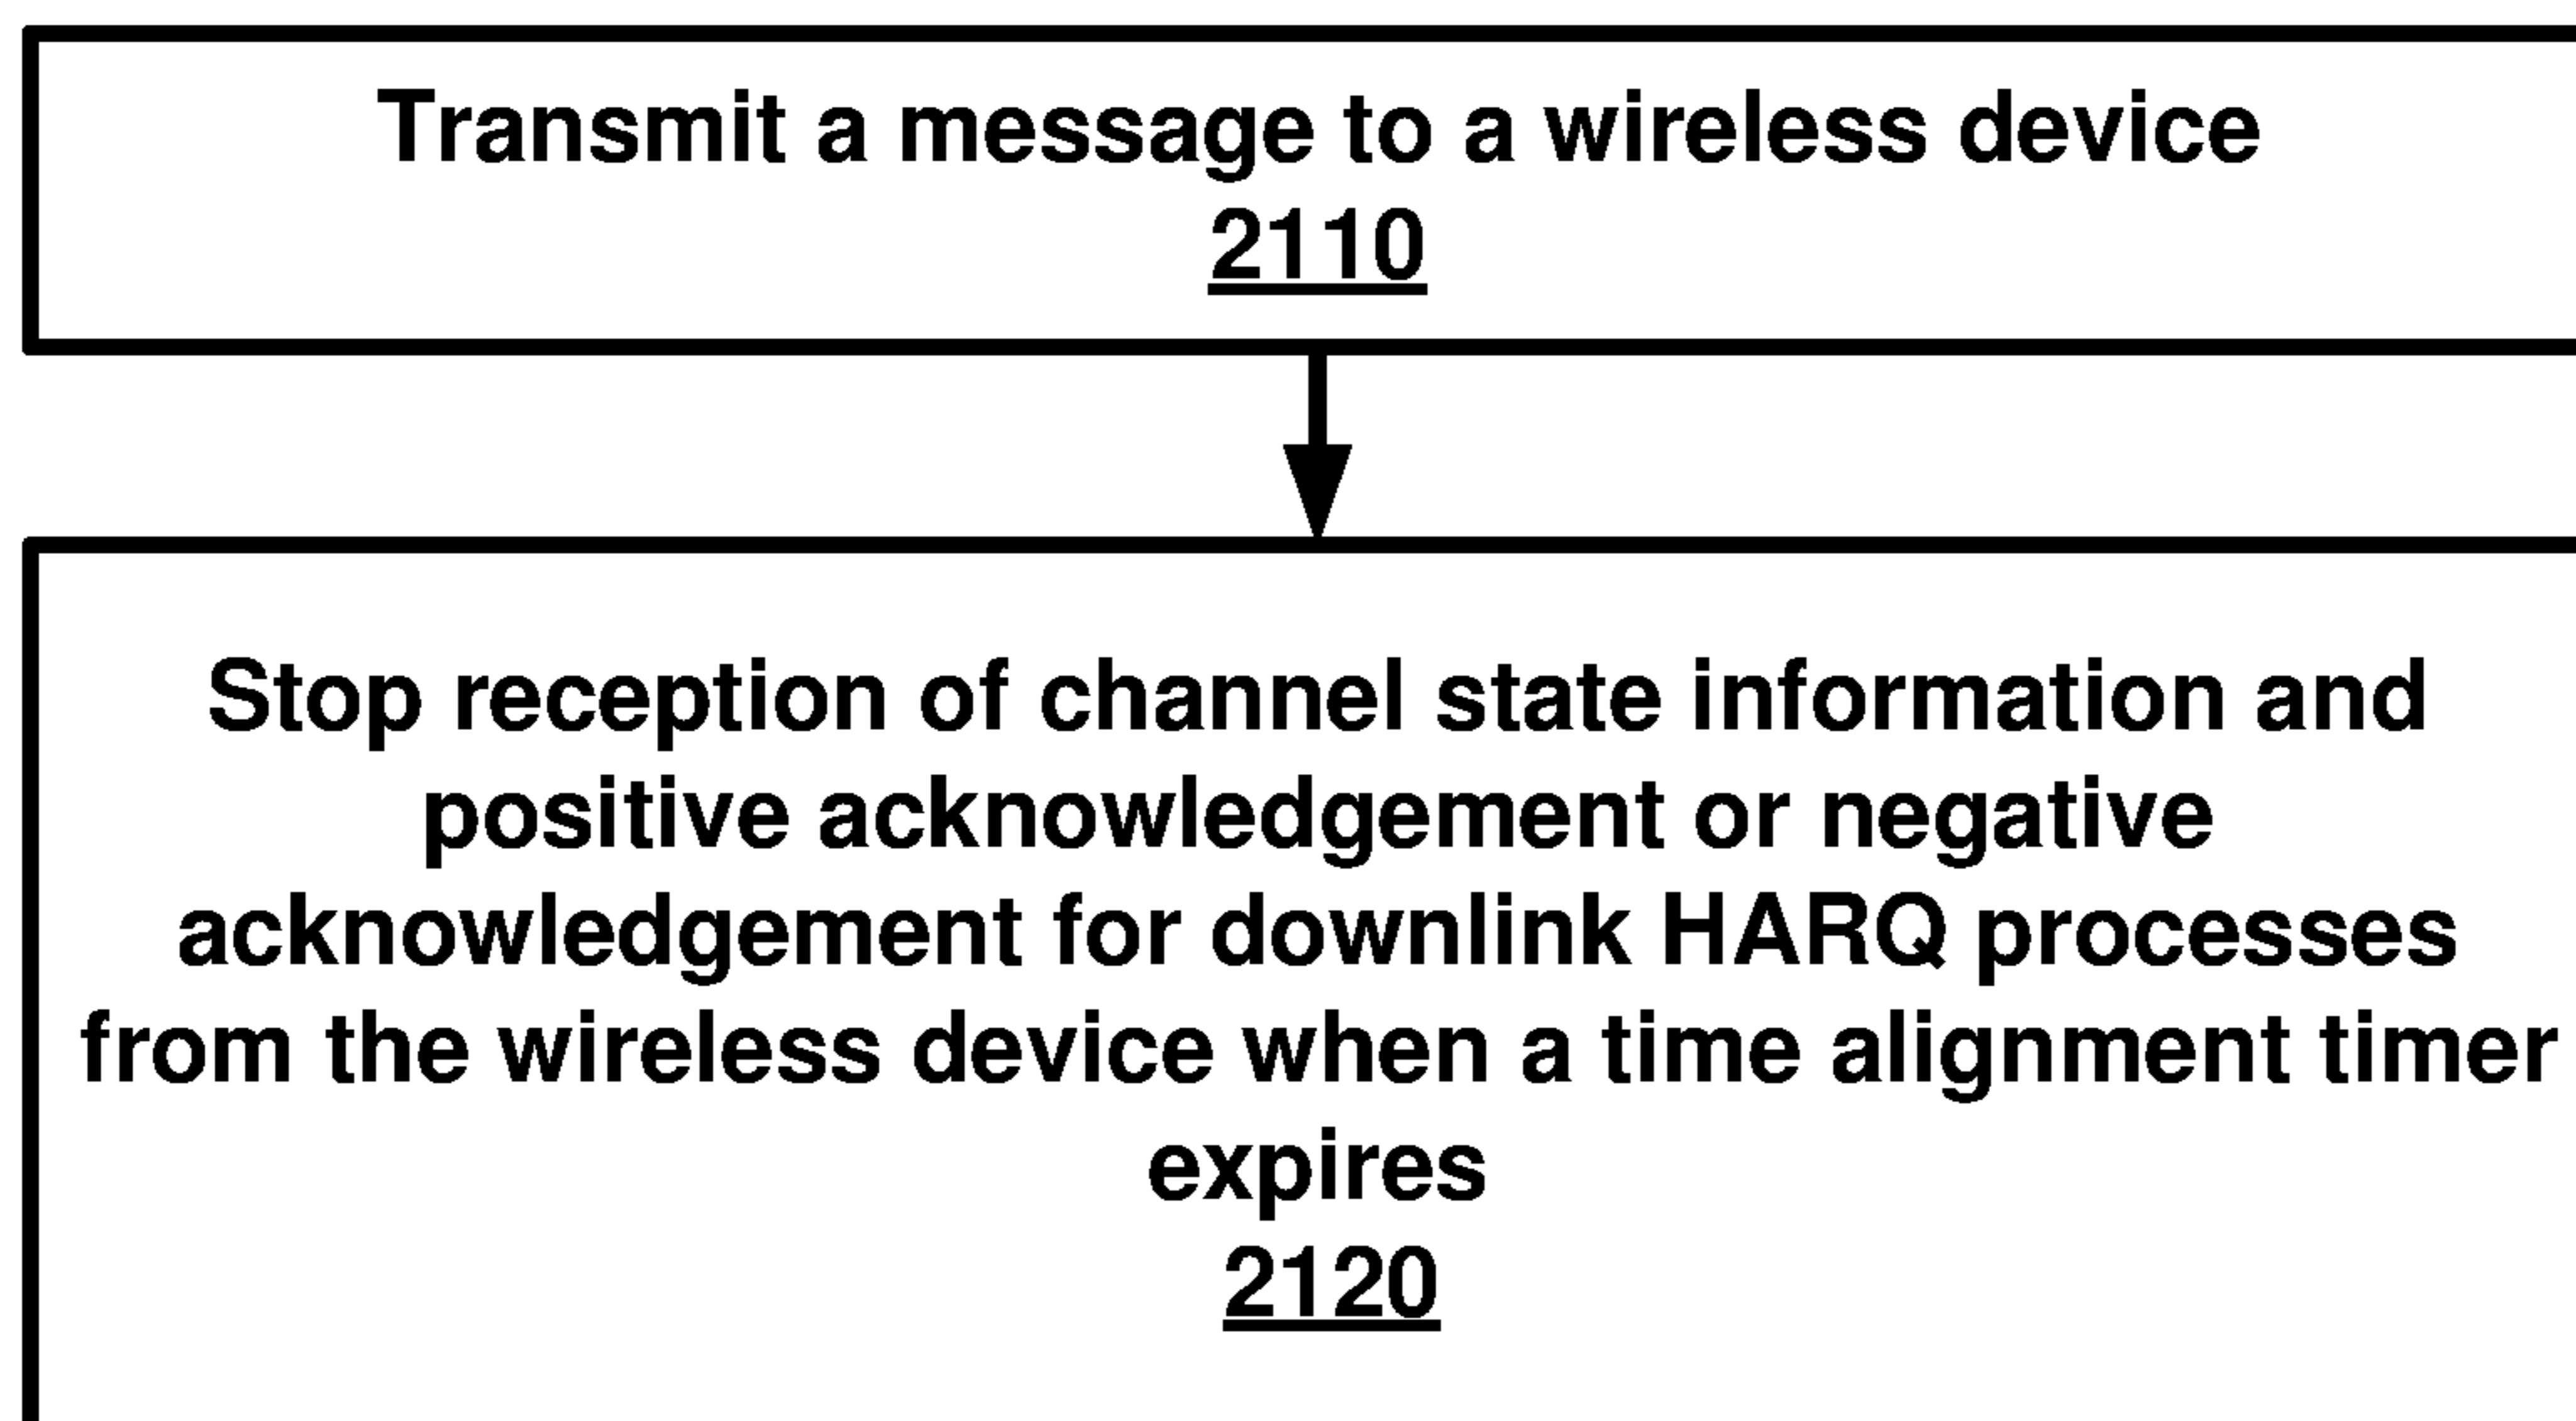 Transmit a message to a wireless device
2110
Stop reception of channel state information and
positive acknowledgement or negative
acknowledgement for downlink HARQ processes
from the wireless device when a time alignment timer
expires
2120